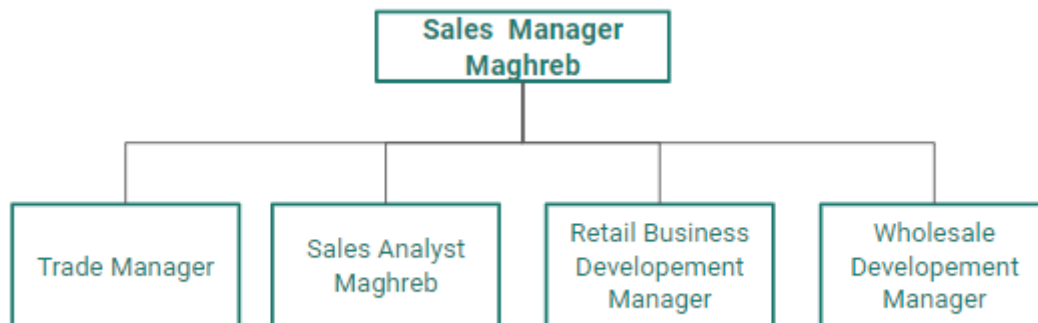 Sales Manager
Maghreb
Trade Manager
Sales Analyst
Maghreb
Retail Business
Developement
Manager
Wholesale
Developement
Manager